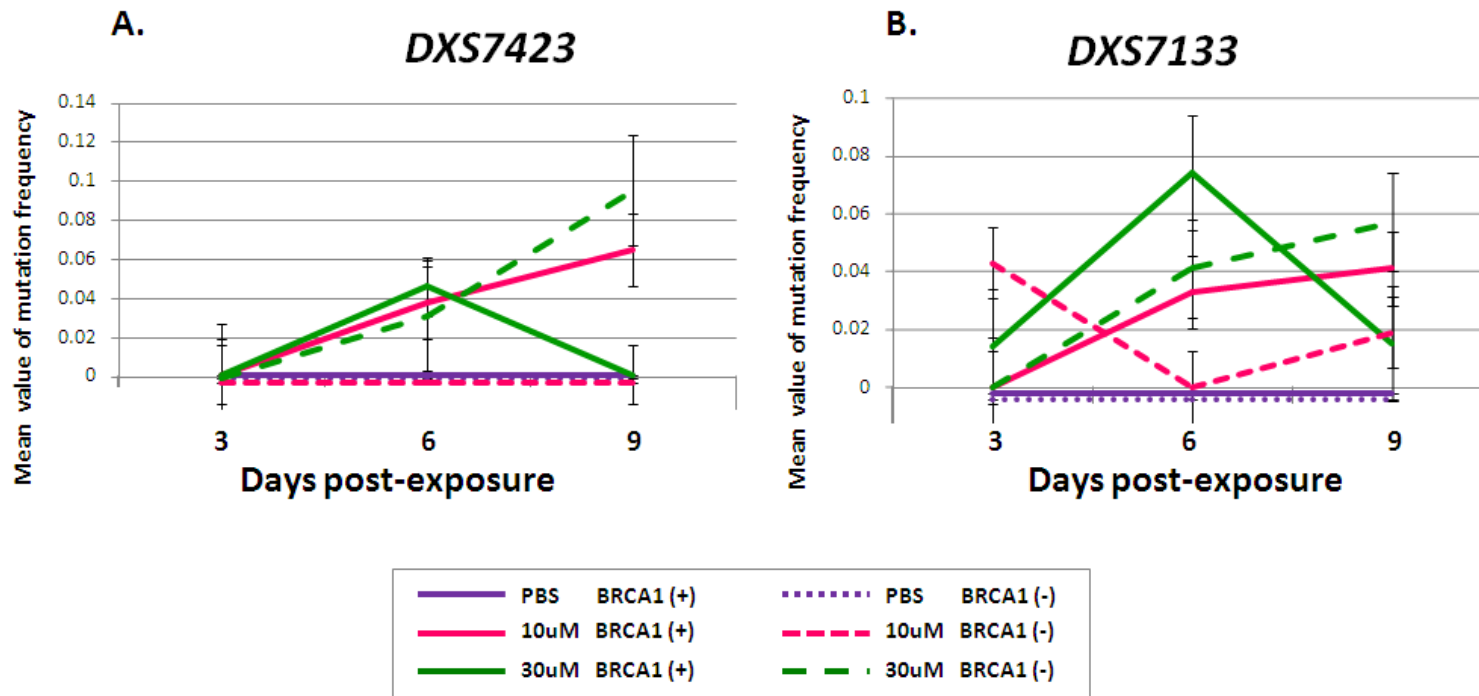 A.
DXS7423
Mean value of mutation frequency
0.14
0.12
0.1
0.08
0.06
0.04
0.02
0
3 6 9
Days post-exposure
B.
DXS7133
Mean value of mutation frequency
0.1
0.08
0.06
0.04
0.02
0
3 6 9
Days post-exposure
PBS BRCA1 (+) PBS BRCA1 (-)
10uM BRCA1 (+) 10uM BRCA1 (-)
30uM BRCA1 (+) 30uM BRCA1 (-)